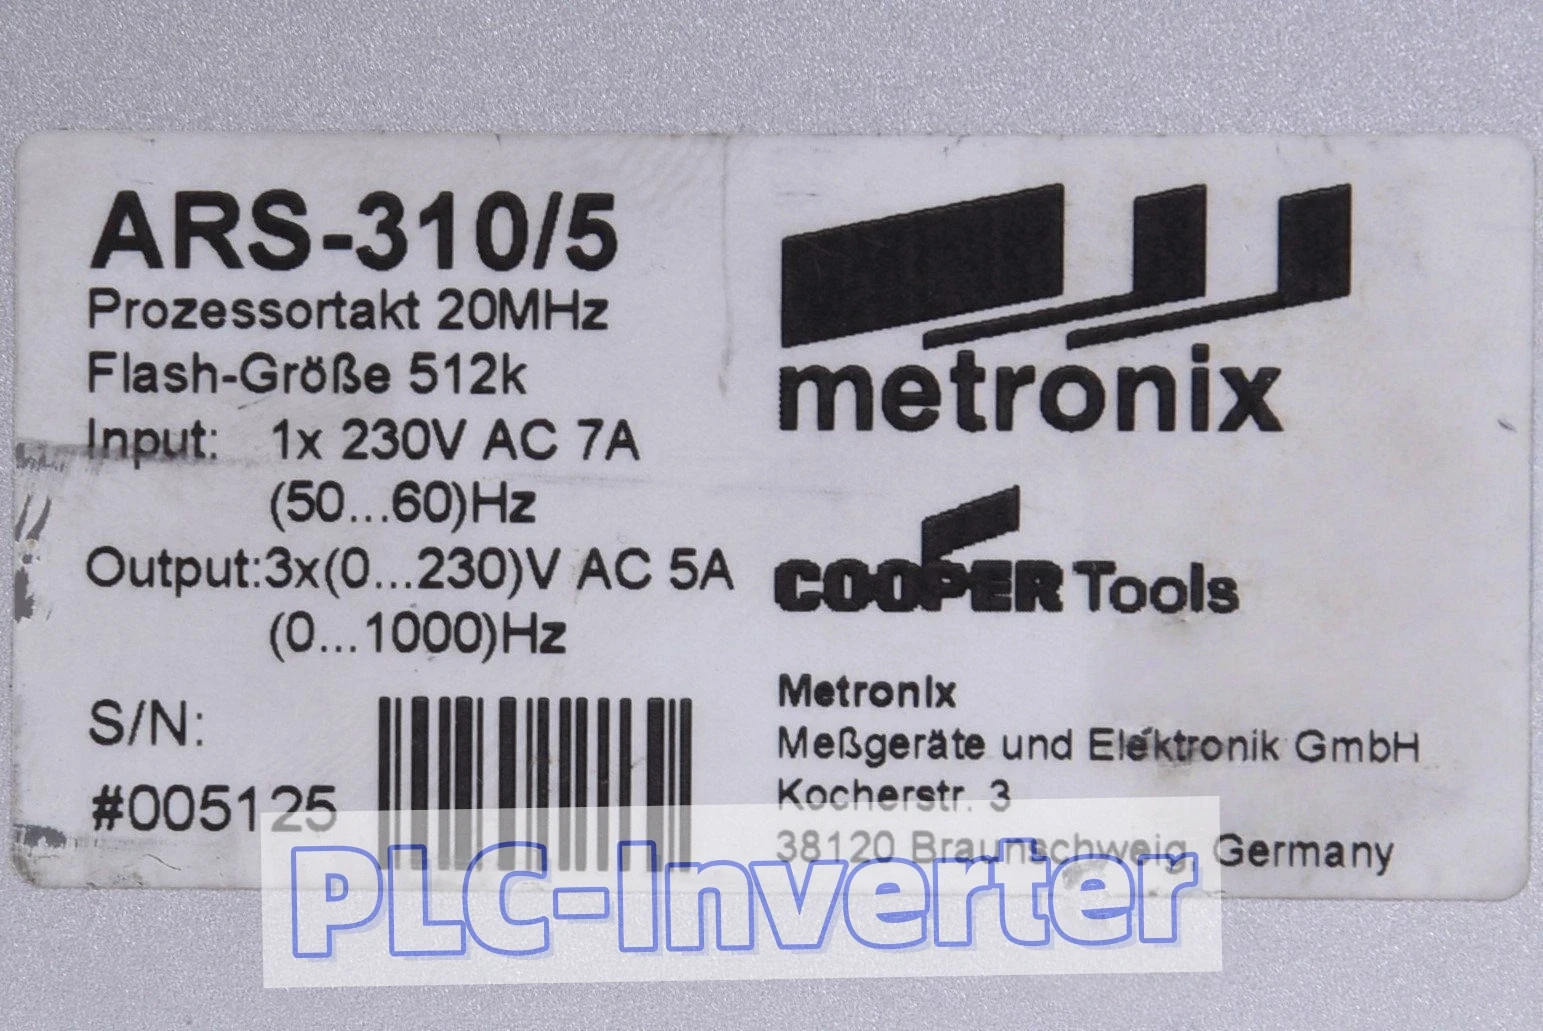 ARS-310/5
Prozessortakt 20MHz
Flash-Größe 512k
Input: 1x 230V AC 7A
(50...60)Hz
Output:3x(0...230)V AC 5A
(0...1000)Hz
S/N:
#005125
metronix
COOPER Tools
Metronix
Meßgeräte und Elektronik GmbH
Kocherstr. 3
38120 Braunschweig, Germany
PLC-Inverter